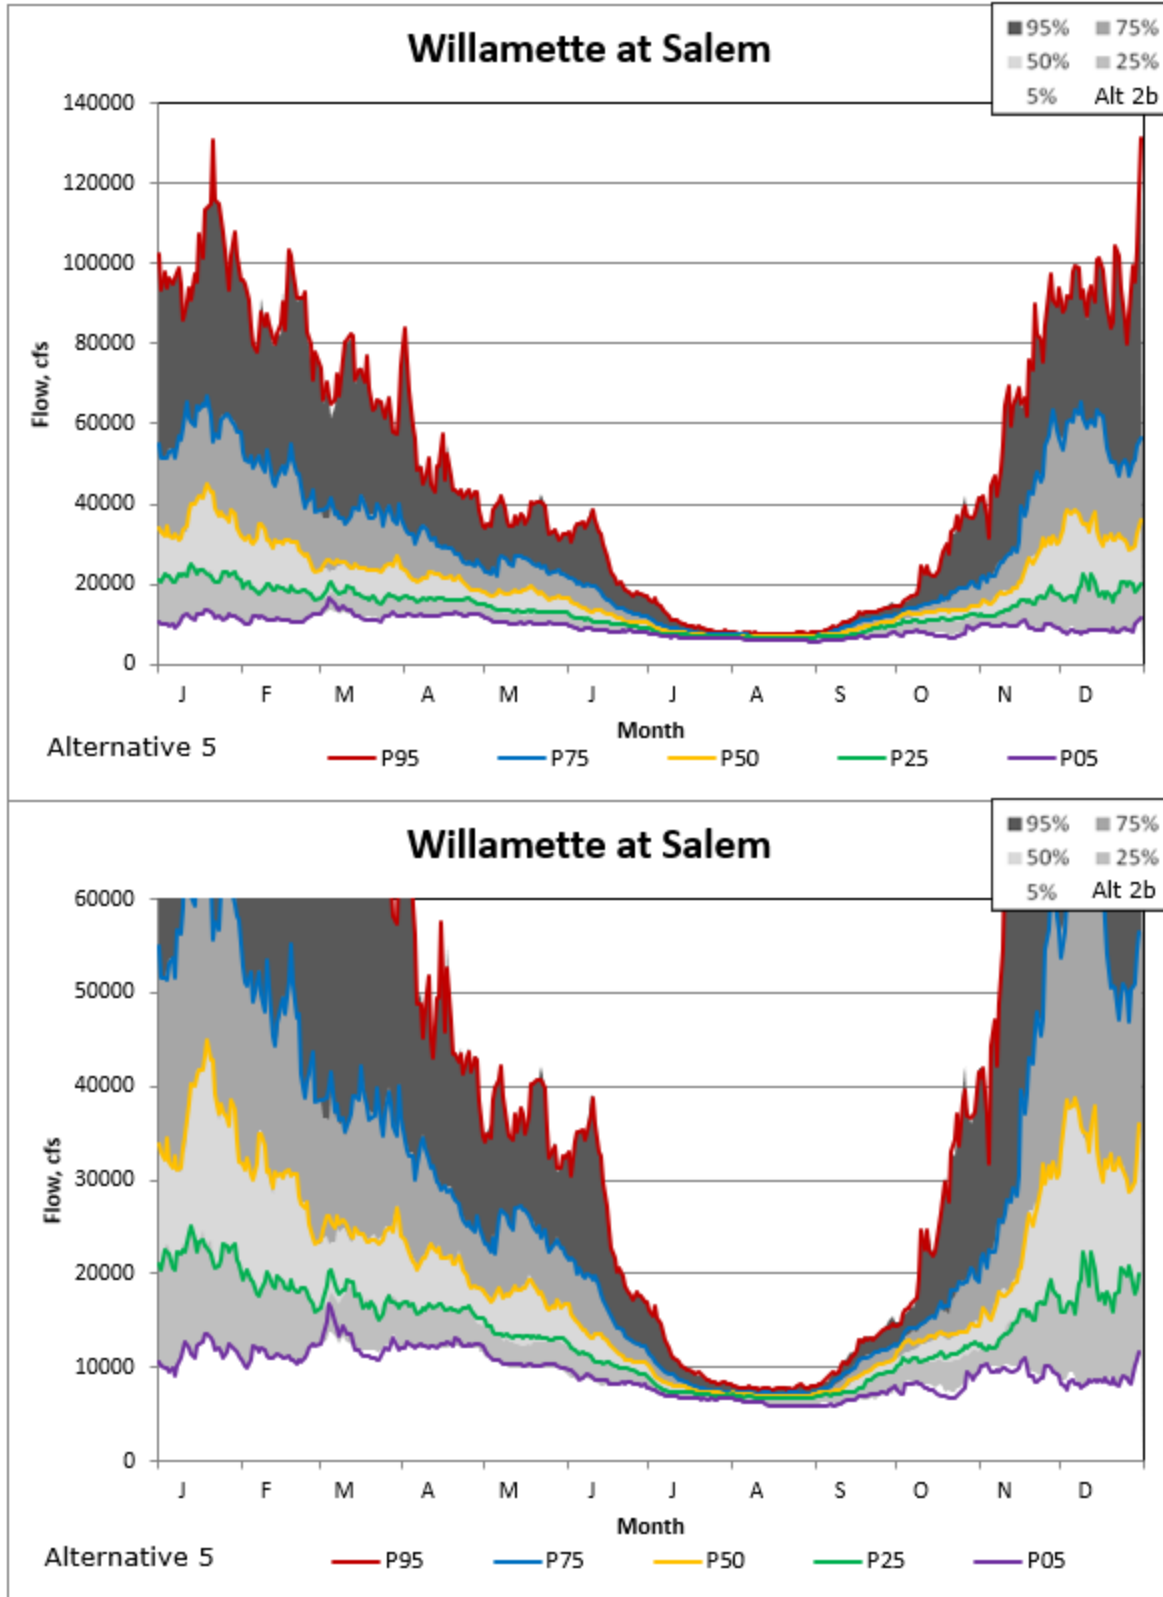 Willamette at Salem
95% 75%
50% 25%
5% Alt 2b
140000
120000
100000
80000
60000
40000
20000
0
Flow, cfs
J F M A M J J A S O N D
Month
Alternative 5
P95 P75 P50 P25 P05
Willamette at Salem
95% 75%
50% 25%
5% Alt 2b
60000
50000
40000
30000
20000
10000
0
Flow, cfs
J F M A M J J A S O N D
Month
Alternative 5
P95 P75 P50 P25 P05